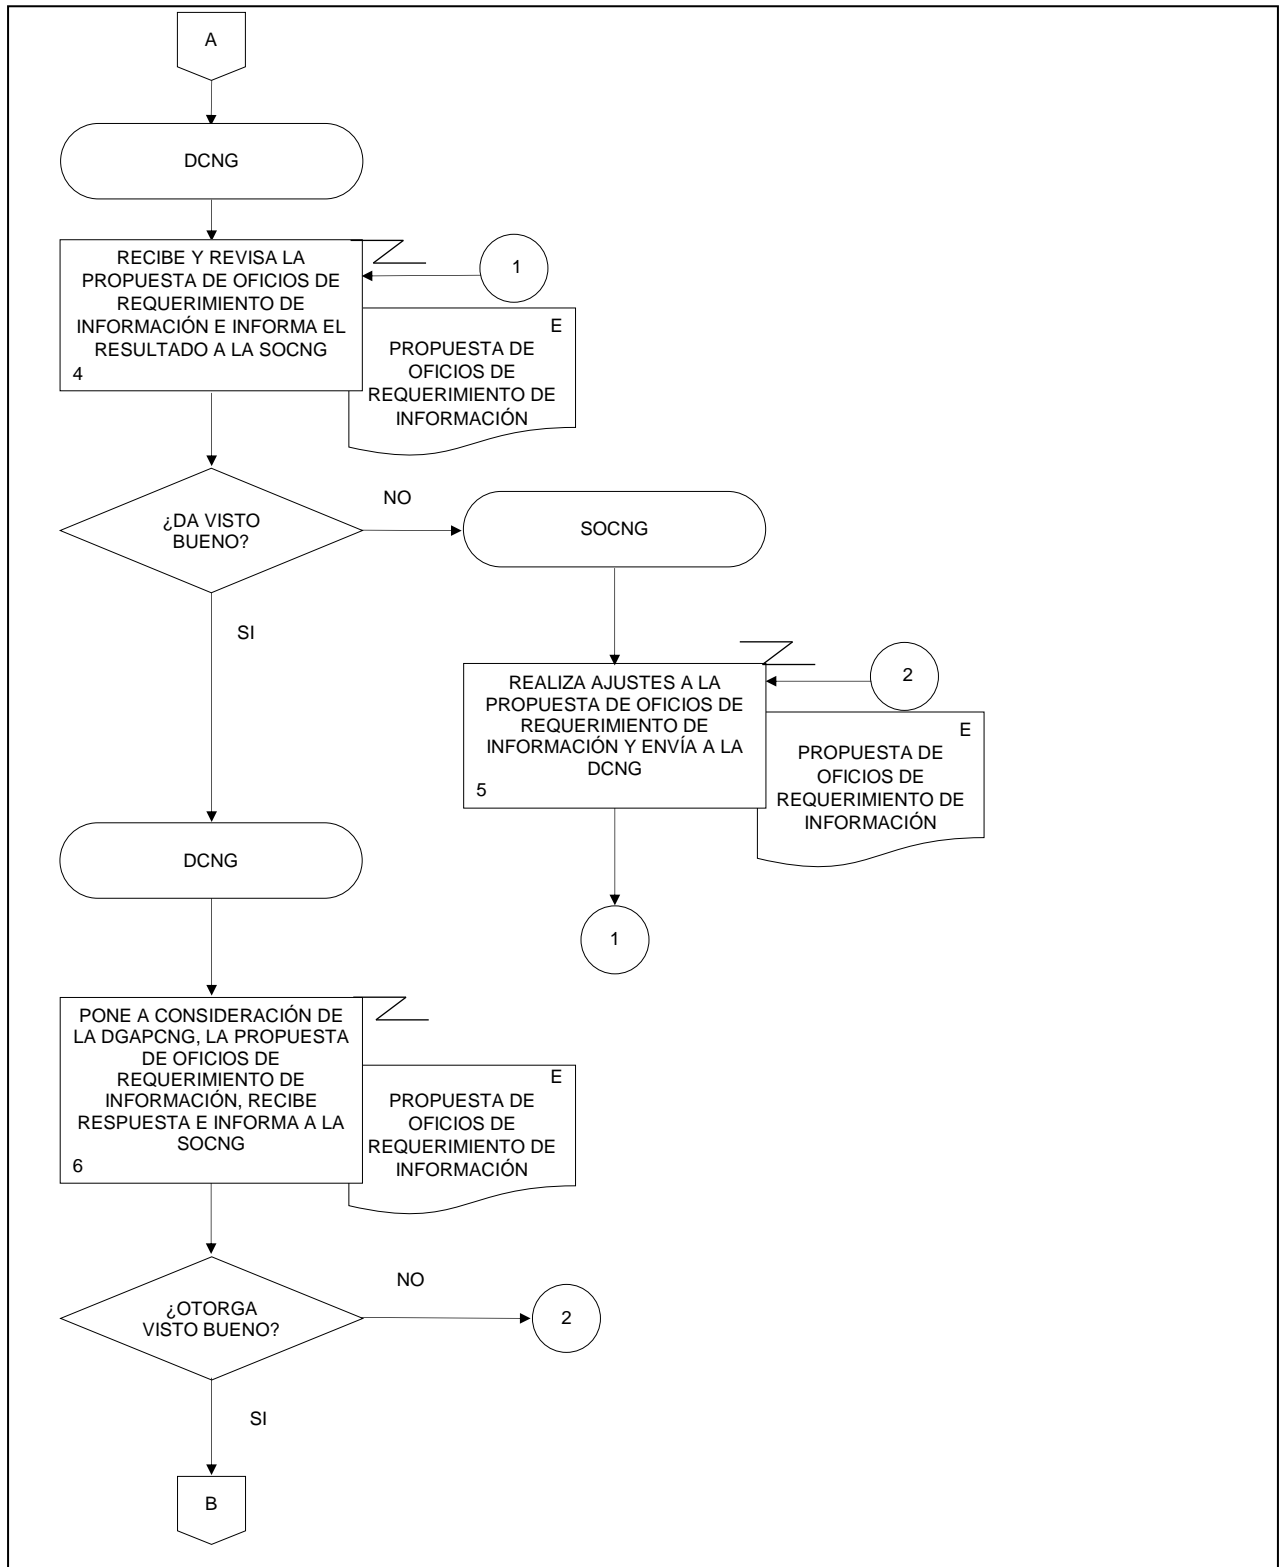 A
DCNG
RECIBE Y REVISA LA
PROPUESTA DE OFICIOS DE
REQUERIMIENTO DE
INFORMACIÓN E INFORMA EL
RESULTADO A LA SOCNG
4
1
E
PROPUESTA DE
OFICIOS DE
REQUERIMIENTO DE
INFORMACIÓN
¿DA VISTO
BUENO?
NO
SOCNG
SI
REALIZA AJUSTES A LA
PROPUESTA DE OFICIOS DE
REQUERIMIENTO DE
INFORMACIÓN Y ENVÍA A LA
DCNG
5
2
E
PROPUESTA DE
OFICIOS DE
REQUERIMIENTO DE
INFORMACIÓN
DCNG
1
PONE A CONSIDERACIÓN DE
LA DGAPCNG, LA PROPUESTA
DE OFICIOS DE
REQUERIMIENTO DE
INFORMACIÓN, RECIBE
RESPUESTA E INFORMA A LA
SOCNG
6
E
PROPUESTA DE
OFICIOS DE
REQUERIMIENTO DE
INFORMACIÓN
¿OTORGA
VISTO BUENO?
NO
2
SI
B